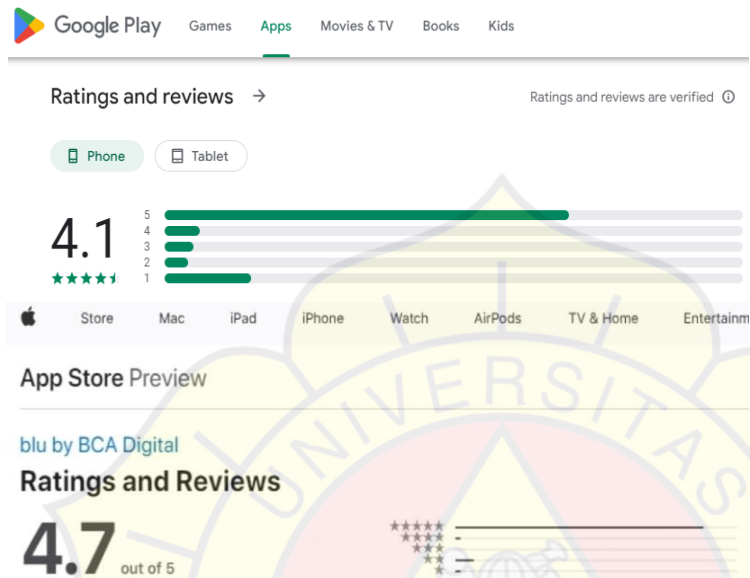 Google Play Games Apps Movies & TV Books Kids
Ratings and reviews → Ratings and reviews are verified
Phone Tablet
4.1
5
4
3
2
1
Store Mac iPad iPhone Watch AirPods TV & Home Entertainm
App Store Preview
UNIVERSITAS
blu by BCA Digital
Ratings and Reviews
4.7 out of 5